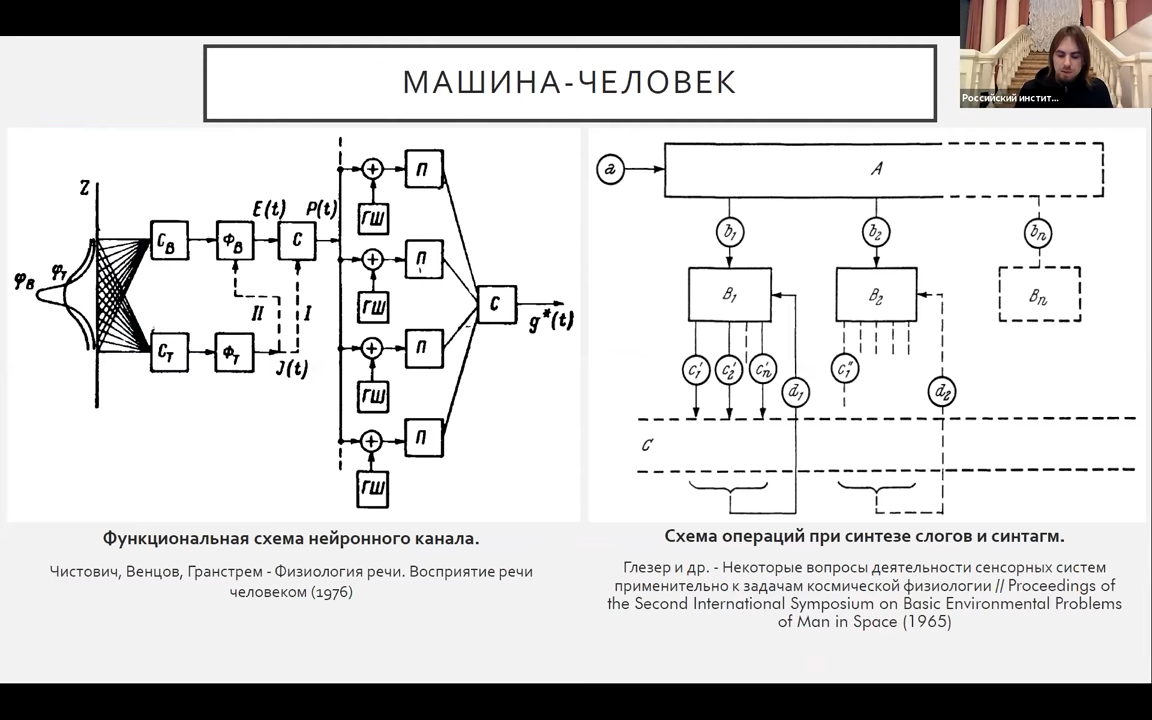 МАШИНА-ЧЕЛОВЕК
Российский инстит...
Z
φв
φт
Св
Фв
E(t)
С
P(t)
II
I
Ст
Фт
J(t)
ГШ
П
ГШ
П
ГШ
П
ГШ
П
С
g*(t)
a
A
b₁
b₂
bₙ
B₁
B₂
Bₙ
c₁'
c₂'
cₙ'
d₁
c₁''
d₂
C
Функциональная схема нейронного канала.
Чистович, Венцов, Гранстрем - Физиология речи. Восприятие речи
человеком (1976)
Схема операций при синтезе слогов и синтагм.
Глезер и др. - Некоторые вопросы деятельности сенсорных систем
применительно к задачам космической физиологии // Proceedings of
the Second International Symposium on Basic Environmental Problems
of Man in Space (1965)